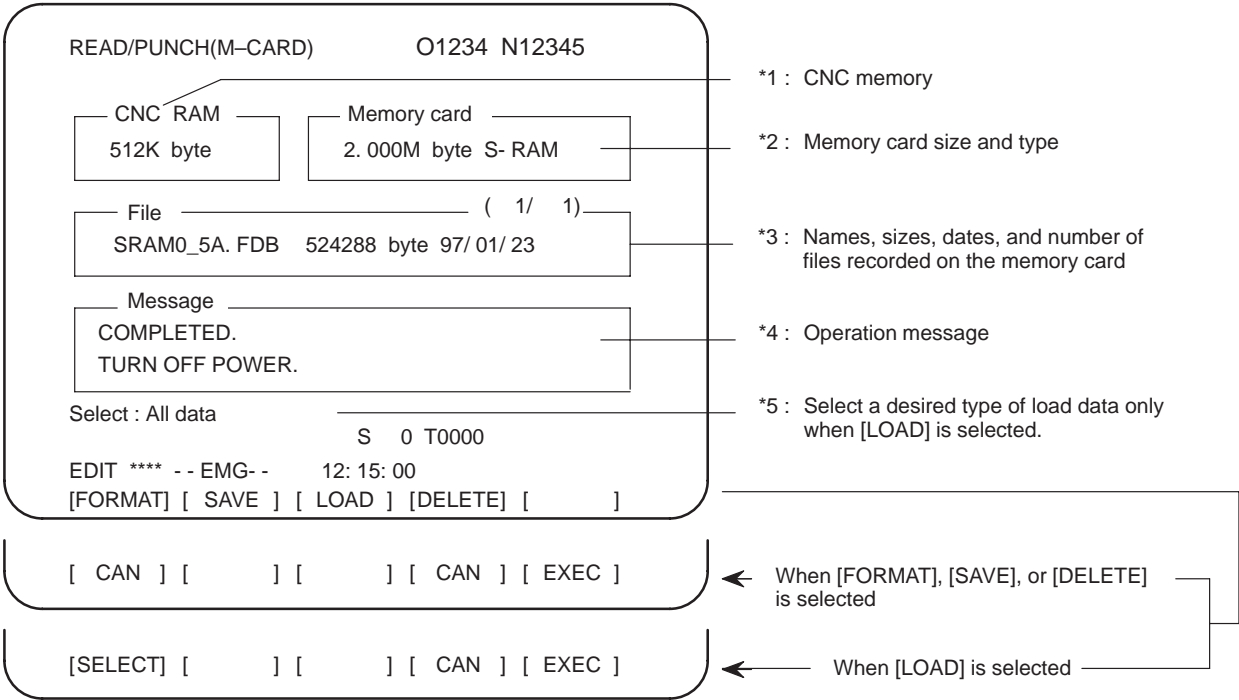 READ/PUNCH(M–CARD) O1234 N12345
CNC RAM
512K byte
Memory card
2. 000M byte S- RAM
File ( 1/ 1)
SRAM0_5A. FDB 524288 byte 97/ 01/ 23
Message
COMPLETED.
TURN OFF POWER.
Select : All data
S 0 T0000
EDIT **** - - EMG- - 12: 15: 00
[FORMAT] [ SAVE ] [ LOAD ] [DELETE] [ ]
*1 : CNC memory
*2 : Memory card size and type
*3 : Names, sizes, dates, and number of
files recorded on the memory card
*4 : Operation message
*5 : Select a desired type of load data only
when [LOAD] is selected.
[ CAN ] [ ] [ ] [ CAN ] [ EXEC ]
When [FORMAT], [SAVE], or [DELETE]
is selected
[SELECT] [ ] [ ] [ CAN ] [ EXEC ]
When [LOAD] is selected